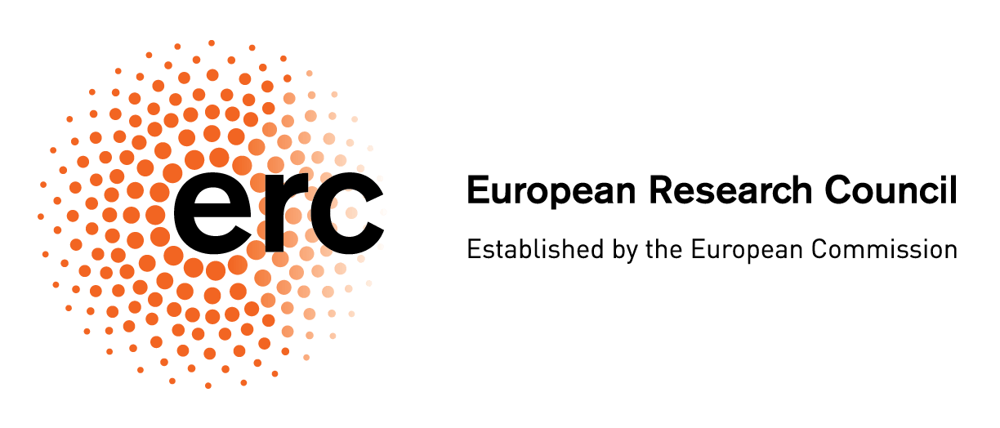 erc
European Research Council
Established by the European Commission